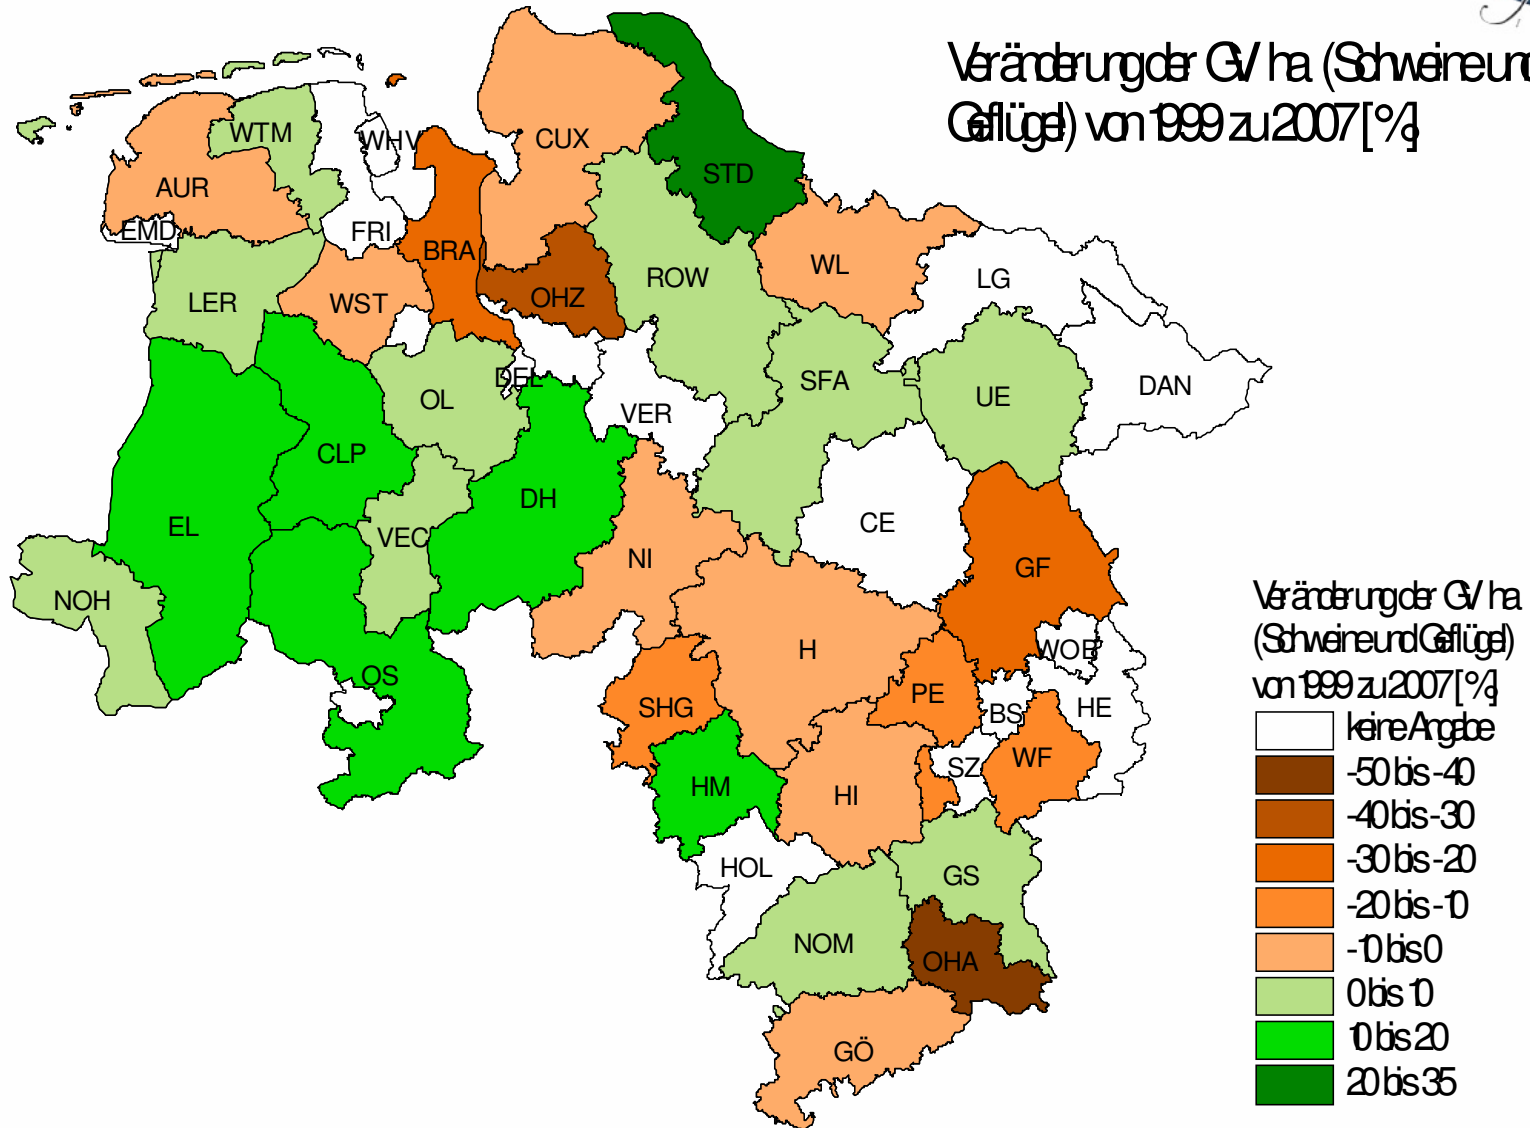 Veränderung der GV ha (Schweine und
Geflügel) von 1999 zu 2007 [%]
WTM
WHV
CUX
STD
AUR
EMD
FRI
BRA
ROW
WL
LG
LER
WST
OHZ
DEL
OL
VER
SFA
UE
DAN
CLP
DH
EL
VEC
NI
CE
GF
NOH
H
WOB
OS
SHG
PE
BS
HE
HM
HI
SZ
WF
HOL
GS
NOM
OHA
GÖ
Veränderung der GV ha
(Schweine und Geflügel)
von 1999 zu 2007 [%]
keine Angabe
-50 bis -40
-40 bis -30
-30 bis -20
-20 bis -10
-10 bis 0
0 bis 10
10 bis 20
20 bis 35